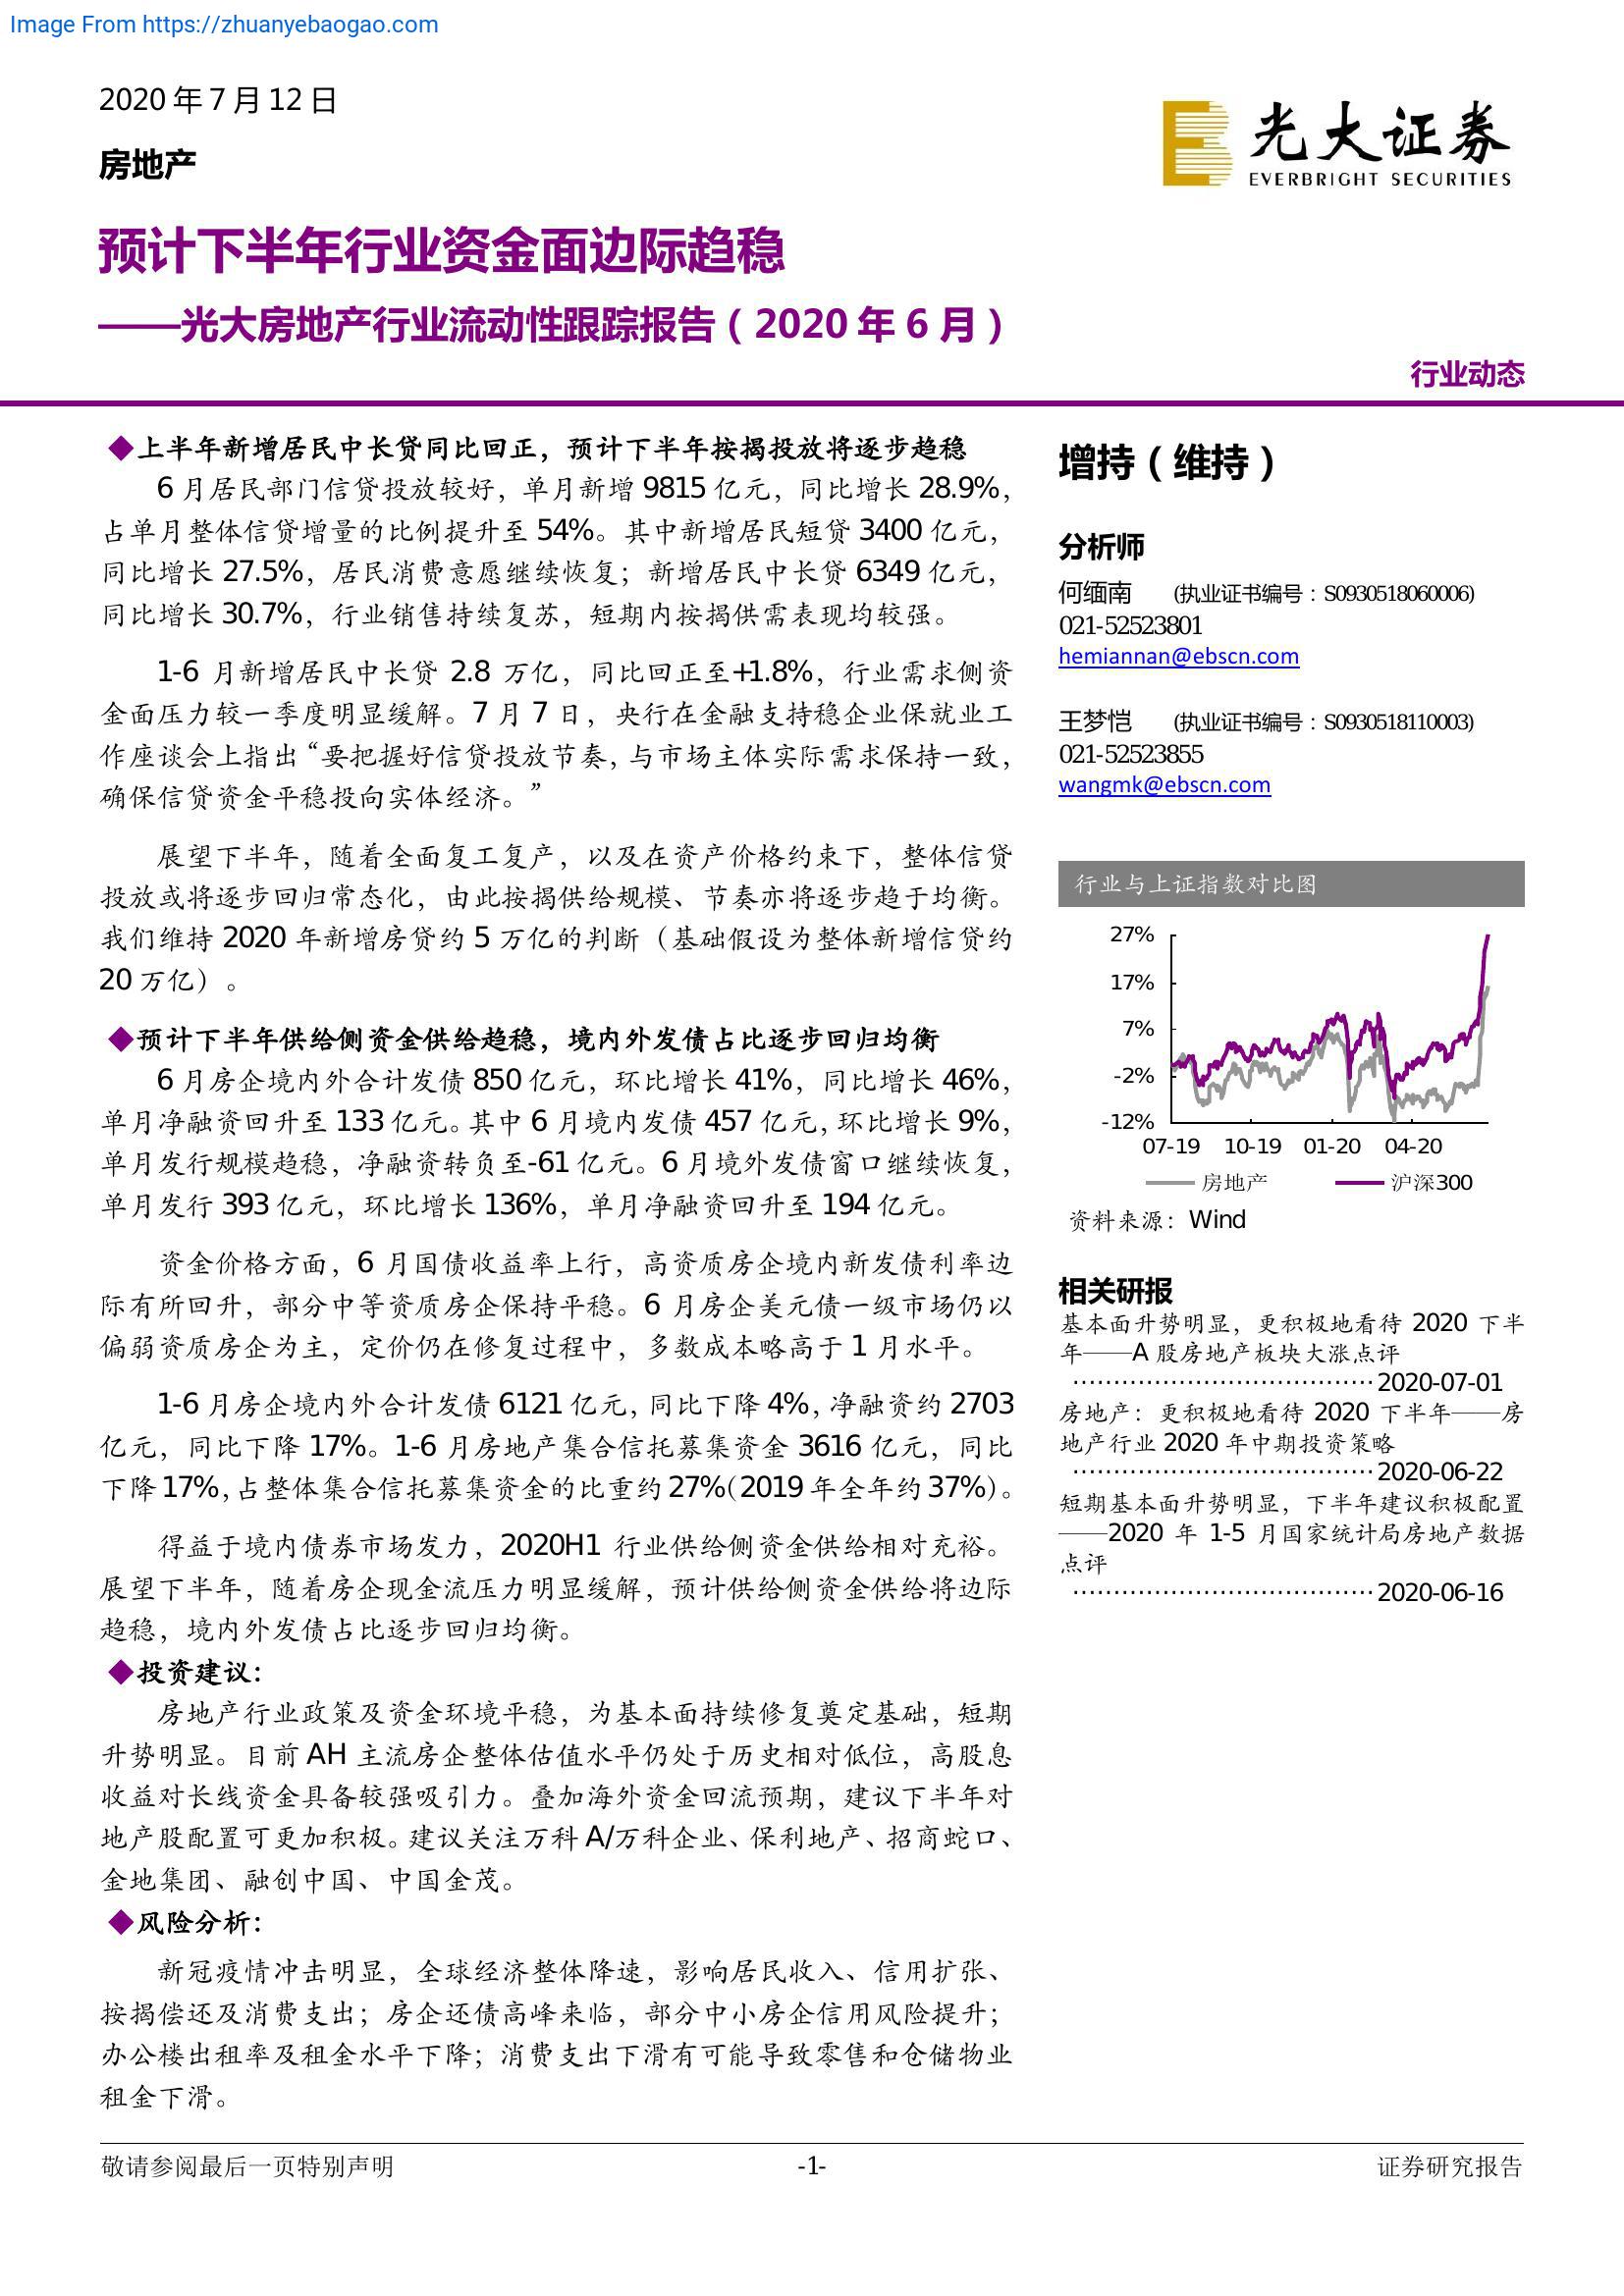 Image From https://zhuanyebaogao.com
2020 年 7 月 12 日
房地产
光大证券
EVERBRIGHT SECURITIES
预计下半年行业资金面边际趋稳
——光大房地产行业流动性跟踪报告（2020 年 6 月）
行业动态
◆上半年新增居民中长贷同比回正，预计下半年按揭投放将逐步趋稳
6 月居民部门信贷投放较好，单月新增 9815 亿元，同比增长 28.9%，
占单月整体信贷增量的比例提升至 54%。其中新增居民短贷 3400 亿元，
同比增长 27.5%，居民消费意愿继续恢复；新增居民中长贷 6349 亿元，
同比增长 30.7%，行业销售持续复苏，短期内按揭供需表现均较强。
1-6 月新增居民中长贷 2.8 万亿，同比回正至+1.8%，行业需求侧资
金面压力较一季度明显缓解。7 月 7 日，央行在金融支持稳企业保就业工
作座谈会上指出“要把握好信贷投放节奏，与市场主体实际需求保持一致，
确保信贷资金平稳投向实体经济。”
展望下半年，随着全面复工复产，以及在资产价格约束下，整体信贷
投放或将逐步回归常态化，由此按揭供给规模、节奏亦将逐步趋于均衡。
我们维持 2020 年新增房贷约 5 万亿的判断（基础假设为整体新增信贷约
20 万亿）。
◆预计下半年供给侧资金供给趋稳，境内外发债占比逐步回归均衡
6 月房企境内外合计发债 850 亿元，环比增长 41%，同比增长 46%，
单月净融资回升至 133 亿元。其中 6 月境内发债 457 亿元，环比增长 9%，
单月发行规模趋稳，净融资转负至-61 亿元。6 月境外发债窗口继续恢复，
单月发行 393 亿元，环比增长 136%，单月净融资回升至 194 亿元。
资金价格方面，6 月国债收益率上行，高资质房企境内新发债利率边
际有所回升，部分中等资质房企保持平稳。6 月房企美元债一级市场仍以
偏弱资质房企为主，定价仍在修复过程中，多数成本略高于 1 月水平。
1-6 月房企境内外合计发债 6121 亿元，同比下降 4%，净融资约 2703
亿元，同比下降 17%。1-6 月房地产集合信托募集资金 3616 亿元，同比
下降 17%，占整体集合信托募集资金的比重约 27%（2019 年全年约 37%）。
得益于境内债券市场发力，2020H1 行业供给侧资金供给相对充裕。
展望下半年，随着房企现金流压力明显缓解，预计供给侧资金供给将边际
趋稳，境内外发债占比逐步回归均衡。
◆投资建议：
房地产行业政策及资金环境平稳，为基本面持续修复奠定基础，短期
升势明显。目前 AH 主流房企整体估值水平仍处于历史相对低位，高股息
收益对长线资金具备较强吸引力。叠加海外资金回流预期，建议下半年对
地产股配置可更加积极。建议关注万科 A/万科企业、保利地产、招商蛇口、
金地集团、融创中国、中国金茂。
◆风险分析：
新冠疫情冲击明显，全球经济整体降速，影响居民收入、信用扩张、
按揭偿还及消费支出；房企还债高峰来临，部分中小房企信用风险提升；
办公楼出租率及租金水平下降；消费支出下滑有可能导致零售和仓储物业
租金下滑。
增持（维持）
分析师
何缅南 (执业证书编号：S0930518060006)
021-52523801
hemiannan@ebscn.com
王梦恺 (执业证书编号：S0930518110003)
021-52523855
wangmk@ebscn.com
行业与上证指数对比图
27%
17%
7%
-2%
-12%
07-19 10-19 01-20 04-20
房地产 沪深300
资料来源：Wind
相关研报
基本面升势明显，更积极地看待 2020 下半
年——A 股房地产板块大涨点评
····································2020-07-01
房地产：更积极地看待 2020 下半年——房
地产行业 2020 年中期投资策略
····································2020-06-22
短期基本面升势明显，下半年建议积极配置
——2020 年 1-5 月国家统计局房地产数据
点评
····································2020-06-16
敬请参阅最后一页特别声明 -1- 证券研究报告